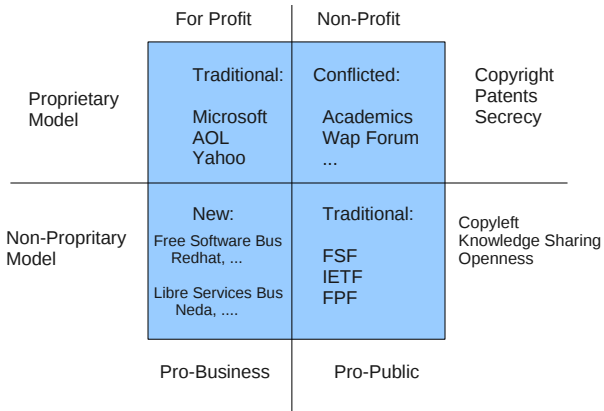 For Profit
Non-Profit
Proprietary
Model
Traditional:
Microsoft
AOL
Yahoo
Conflicted:
Academics
Wap Forum
...
Copyright
Patents
Secrecy
Non-Propritary
Model
New:
Free Software Bus
Redhat, ...
Libre Services Bus
Neda, ....
Traditional:
FSF
IETF
FPF
Copyleft
Knowledge Sharing
Openness
Pro-Business
Pro-Public